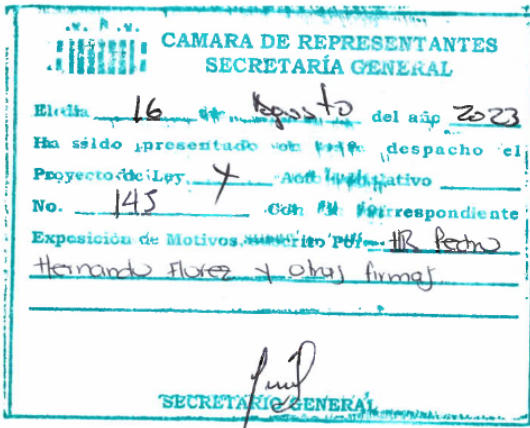 CAMARA DE REPRESENTANTES
SECRETARÍA GENERAL
El día 16 de Agosto del año 2023
Ha sido presentado en este despacho el
Proyecto de Ley X Acto Legislativo
No. 145 Con su correspondiente
Exposición de Motivos, suscrito Por HR Pedro
Hernando Florez y otras firmas
SECRETARIO GENERAL